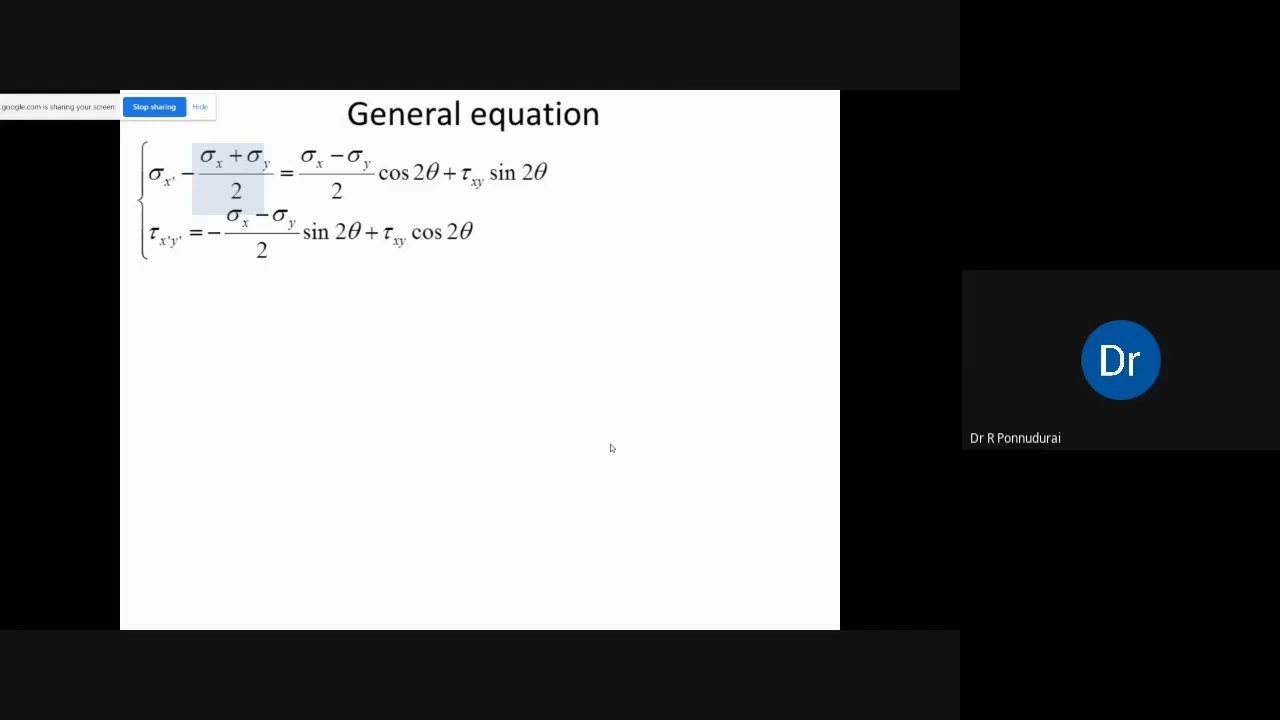 .google.com is sharing your screen. Stop sharing Hide
General equation
σx' − (σx + σy)/2 = (σx − σy)/2 cos 2θ + τxy sin 2θ
τx'y' = − (σx − σy)/2 sin 2θ + τxy cos 2θ
Dr
Dr R Ponnudurai